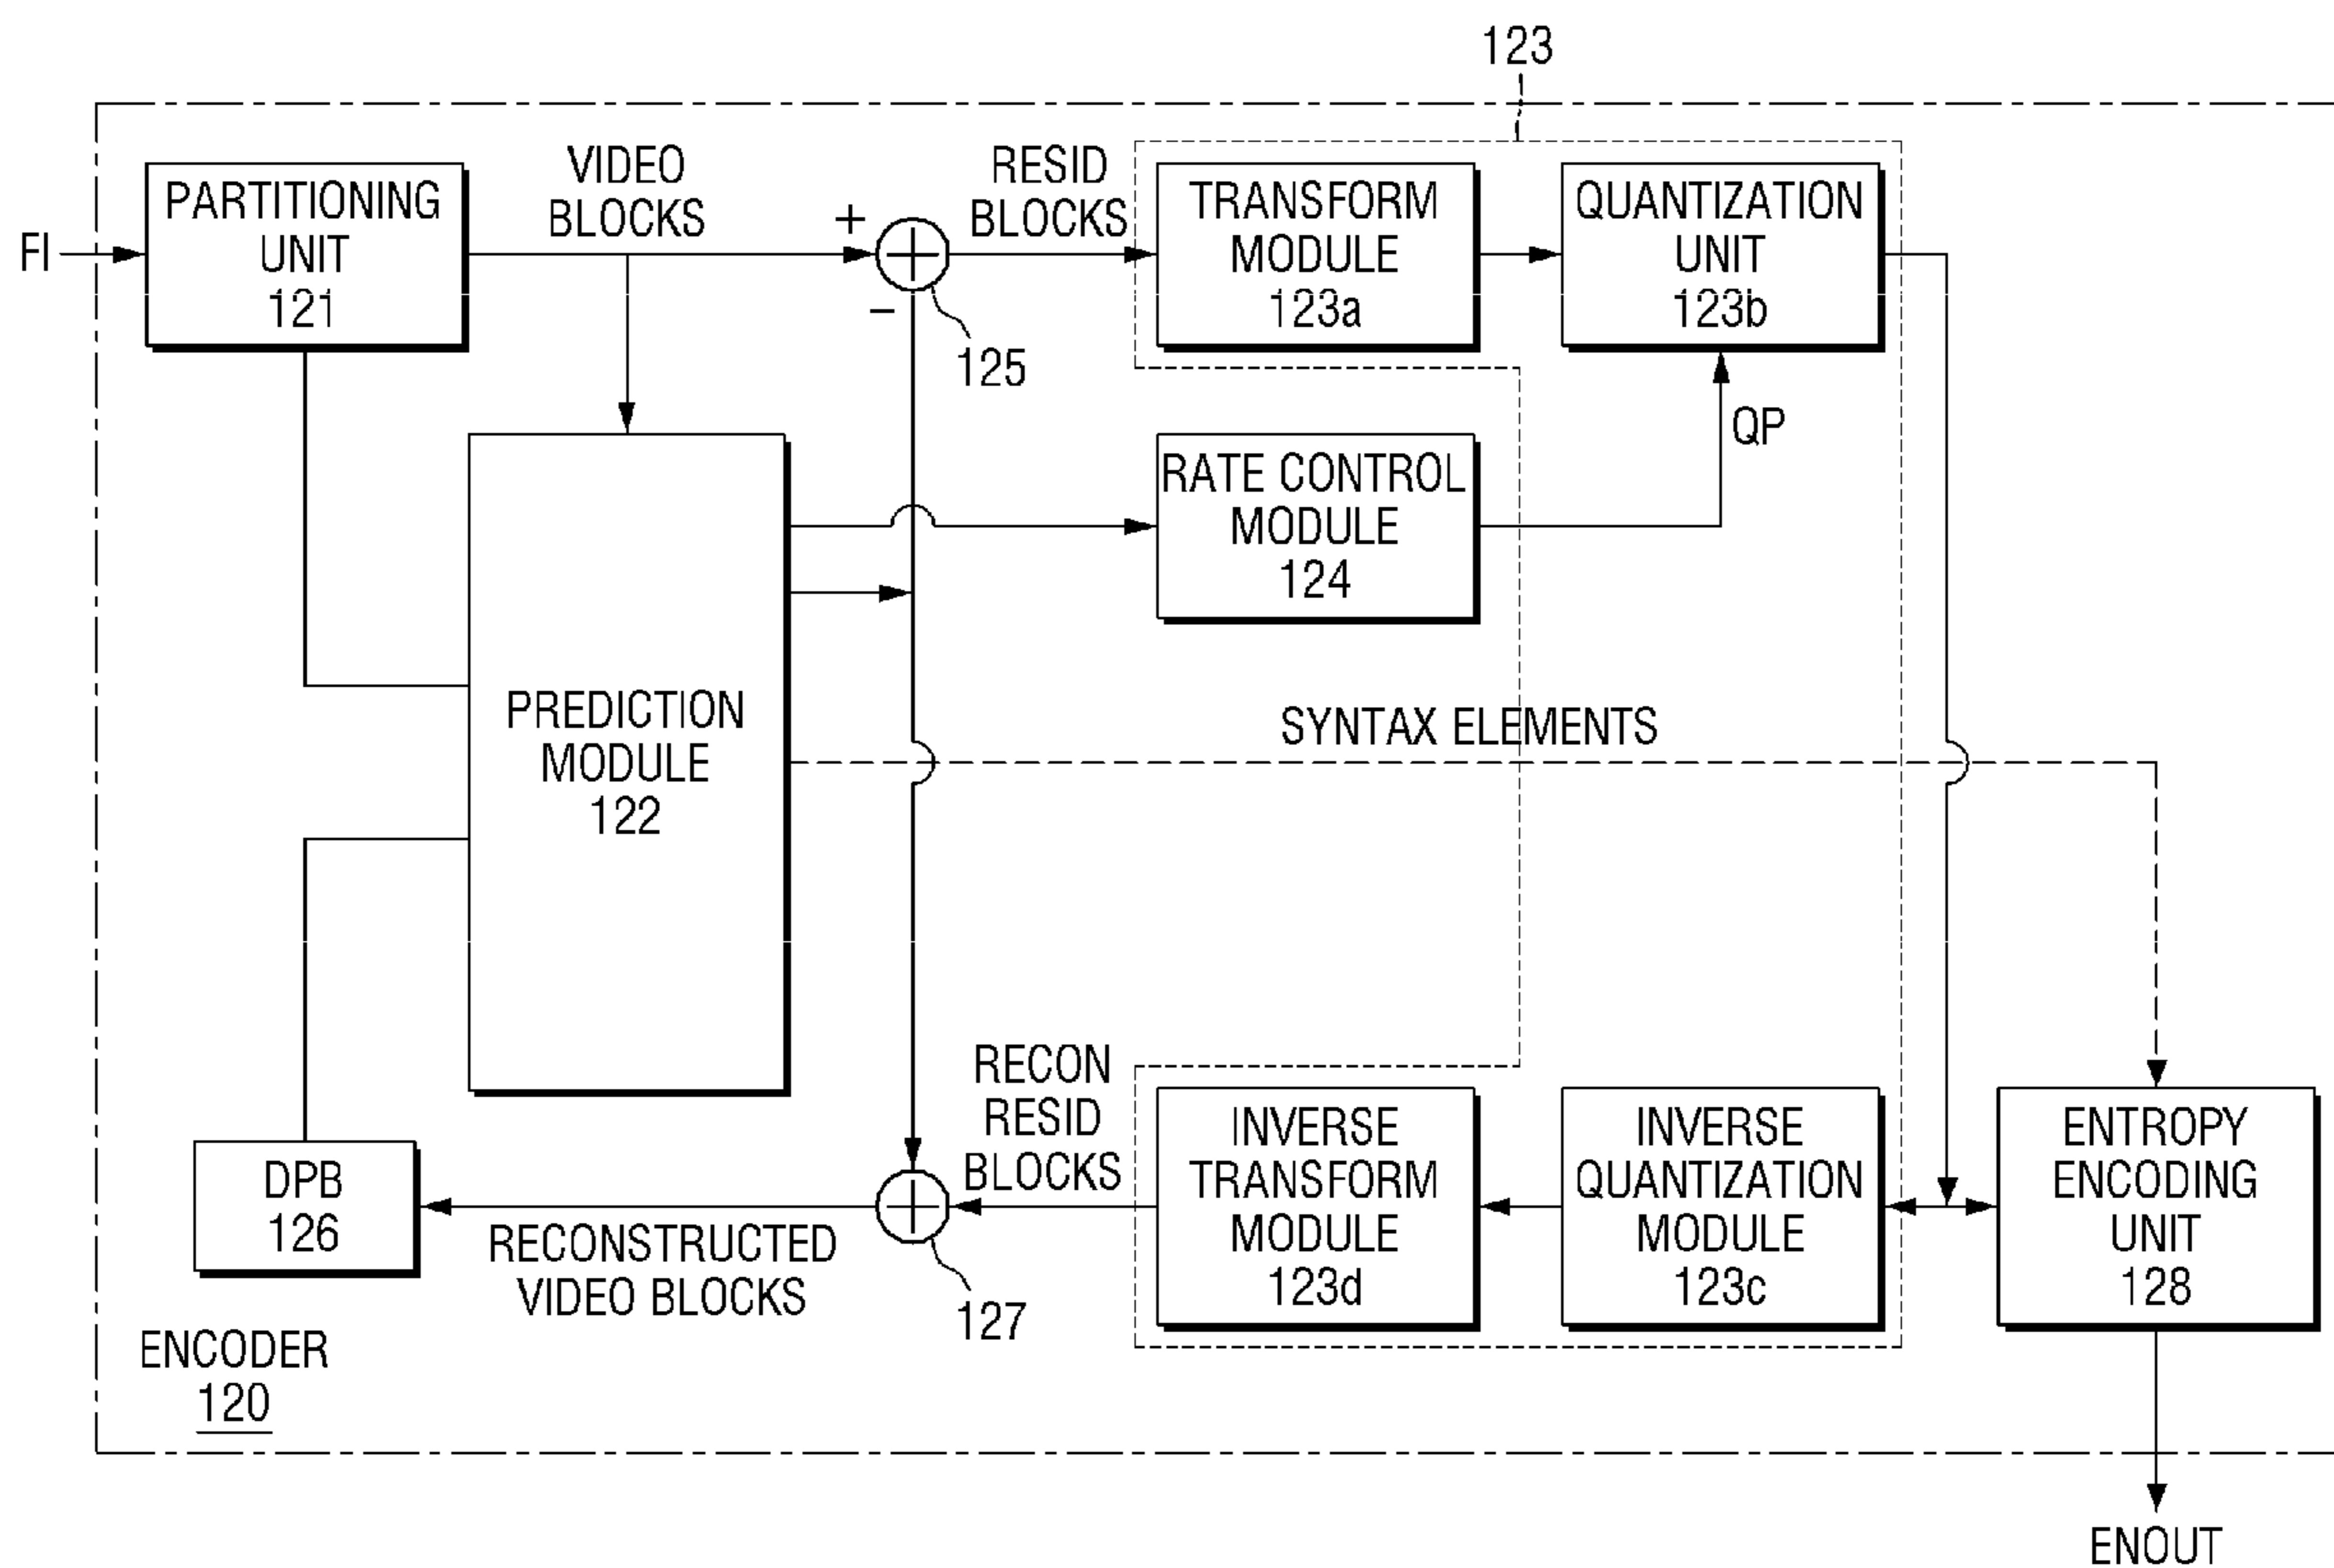 123
VIDEO
BLOCKS
RESID
BLOCKS
PARTITIONING
UNIT
121
TRANSFORM
MODULE
123a
QUANTIZATION
UNIT
123b
FI
+
−
125
QP
RATE CONTROL
MODULE
124
PREDICTION
MODULE
122
SYNTAX ELEMENTS
RECON
RESID
BLOCKS
DPB
126
RECONSTRUCTED
VIDEO BLOCKS
127
INVERSE
TRANSFORM
MODULE
123d
INVERSE
QUANTIZATION
MODULE
123c
ENTROPY
ENCODING
UNIT
128
ENCODER
120
ENOUT